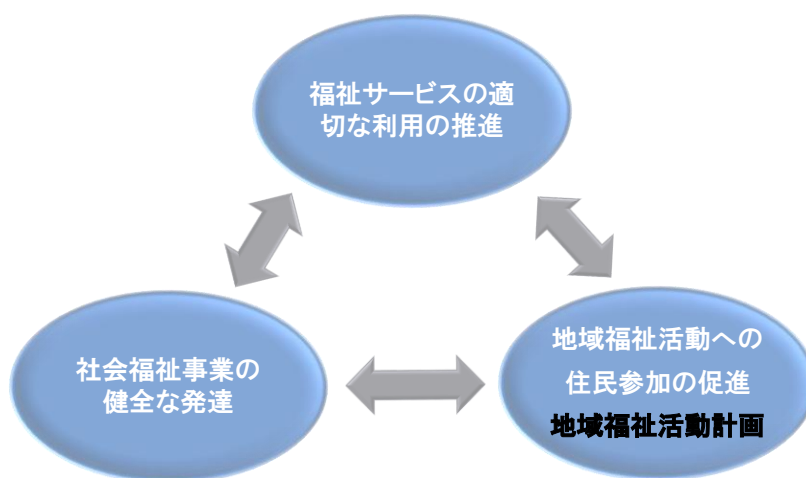 福祉サービスの適
切な利用の推進
社会福祉事業の
健全な発達
地域福祉活動への
住民参加の促進
地域福祉活動計画